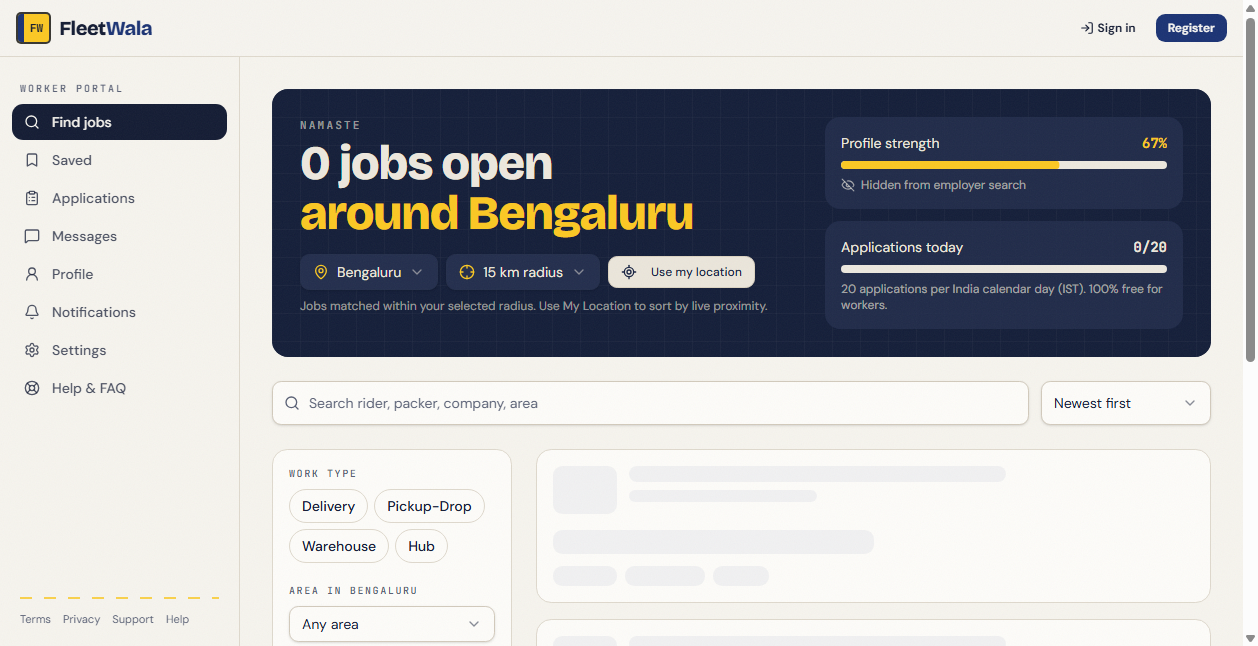 FW
FleetWala
Sign in
Register
WORKER PORTAL
Find jobs
Saved
Applications
Messages
Profile
Notifications
Settings
Help & FAQ
Terms Privacy Support Help
NAMASTE
0 jobs open
around Bengaluru
Bengaluru
15 km radius
Use my location
Jobs matched within your selected radius. Use My Location to sort by live proximity.
Profile strength 67%
Hidden from employer search
Applications today 0/20
20 applications per India calendar day (IST). 100% free for
workers.
Search rider, packer, company, area
Newest first
WORK TYPE
Delivery
Pickup-Drop
Warehouse
Hub
AREA IN BENGALURU
Any area